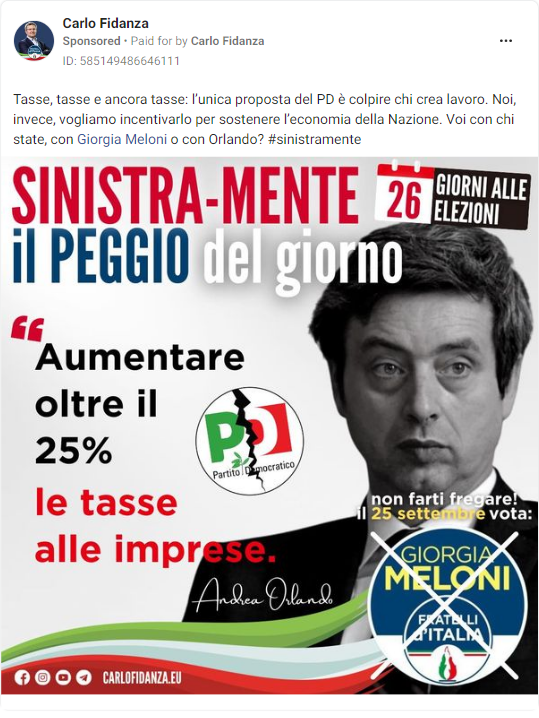 Carlo Fidanza
Sponsored • Paid for by Carlo Fidanza
ID: 585149486646111
Tasse, tasse e ancora tasse: l'unica proposta del PD è colpire chi crea lavoro. Noi,
invece, vogliamo incentivarlo per sostenere l'economia della Nazione. Voi con chi
state, con Giorgia Meloni o con Orlando? #sinistramente
SINISTRA-MENTE
il PEGGIO del giorno
26
GIORNI ALLE
ELEZIONI
“
Aumentare
oltre il
25%
le tasse
alle imprese.
PD
Partito Democratico
Andrea Orlando
non farti fregare!
il 25 settembre vota:
GIORGIA
MELONI
FRATELLI
D'ITALIA
CARLOFIDANZA.EU